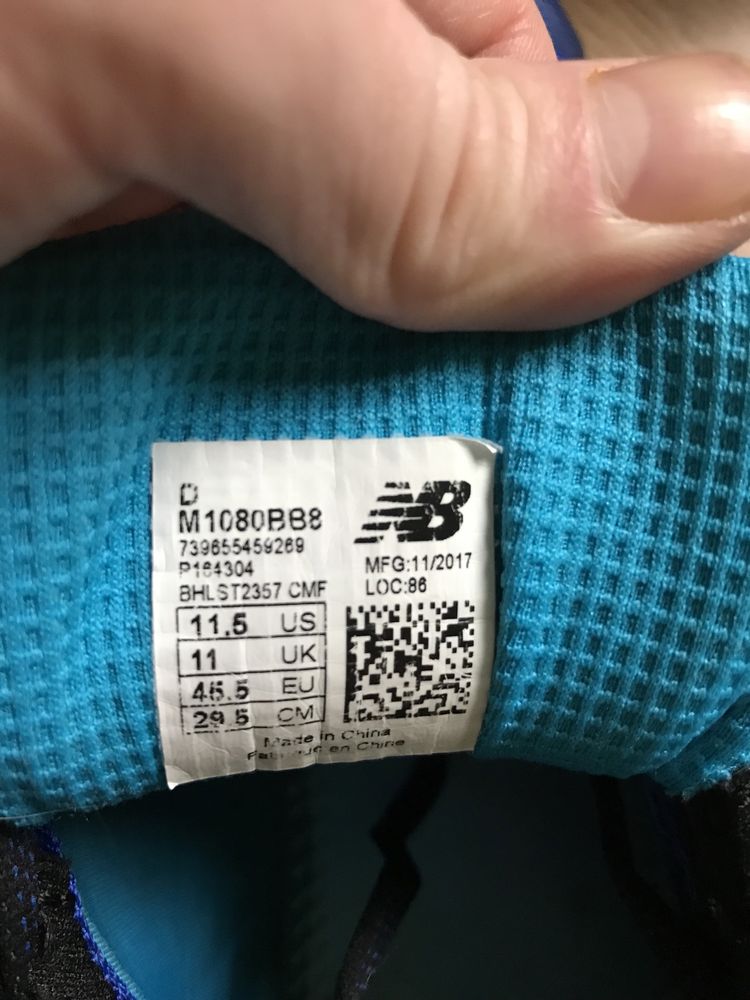 D
M1080BB8
739655459269
P164304
BHLST2357 CMF
NB
MFG:11/2017
LOC:86
11.5 US
11 UK
45.5 EU
29.5 CM
Made in China
Fabriqué en Chine